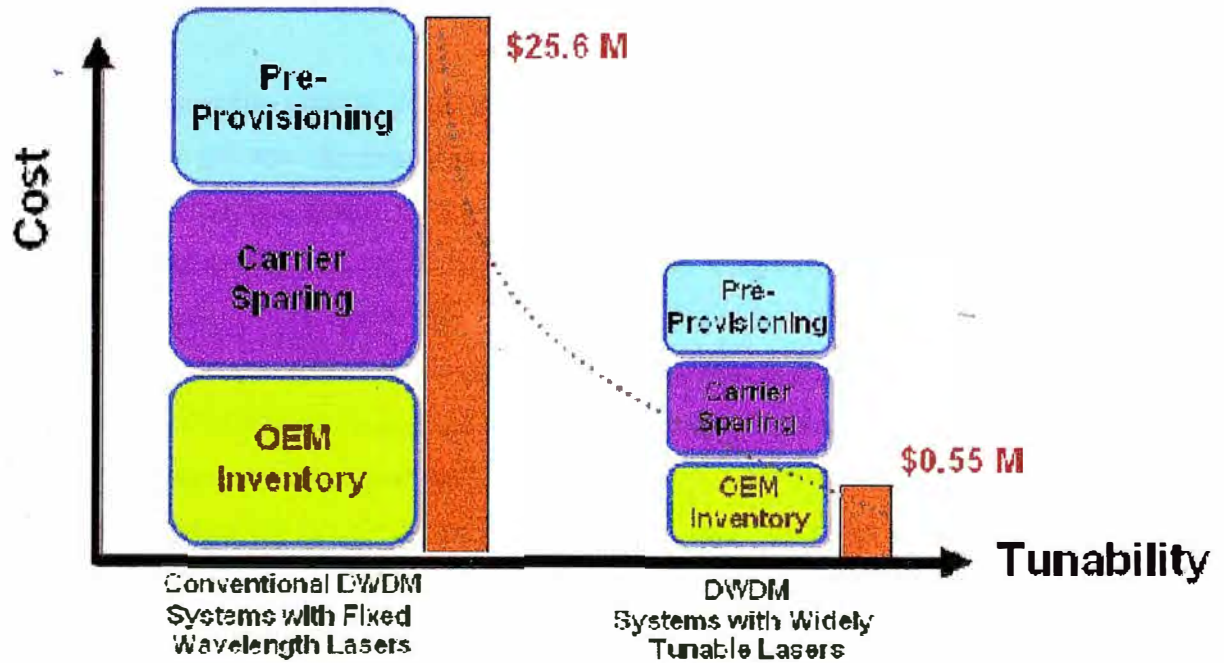 Cost
Pre-
Provisioning
Carrier
Sparing
OEM
Inventory
$25.6 M
Pre-
Provisioning
Carrier
Sparing
OEM
Inventory
$0.55 M
Tunability
Conventional DWDM
Systems with Fixed
Wavelength Lasers
DWDM
Systems with Widely
Tunable Lasers